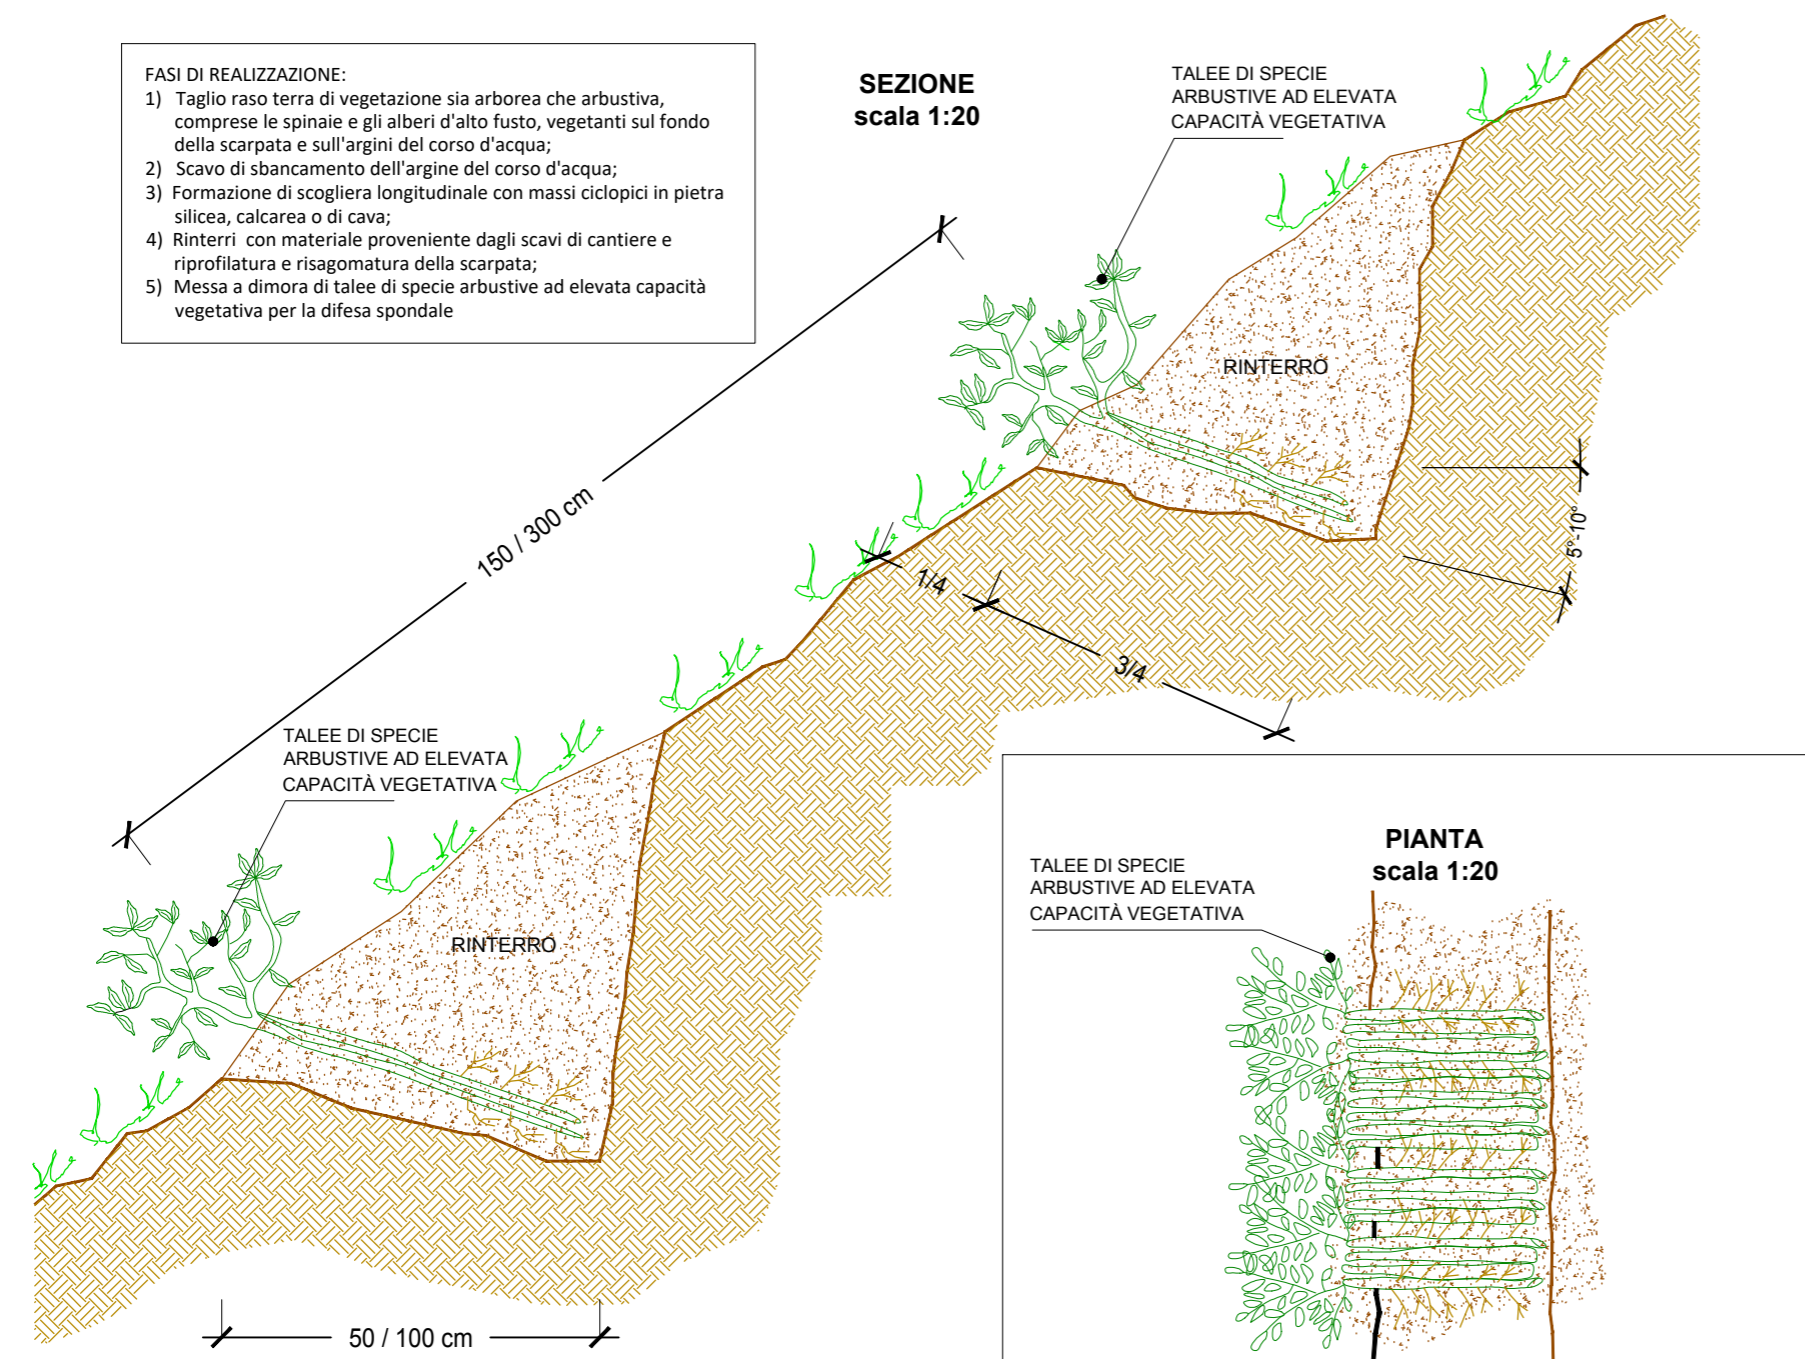 FASI DI REALIZZAZIONE:
1) Taglio raso terra di vegetazione sia arborea che arbustiva,
comprese le spinaie e gli alberi d'alto fusto, vegetanti sul fondo
della scarpata e sull'argini del corso d'acqua;
2) Scavo di sbancamento dell'argine del corso d'acqua;
3) Formazione di scogliera longitudinale con massi ciclopici in pietra
silicea, calcarea o di cava;
4) Rinterri con materiale proveniente dagli scavi di cantiere e
riprofilatura e risagomatura della scarpata;
5) Messa a dimora di talee di specie arbustive ad elevata capacità
vegetativa per la difesa spondale
SEZIONE
scala 1:20
TALEE DI SPECIE
ARBUSTIVE AD ELEVATA
CAPACITÀ VEGETATIVA
RINTERRO
150 / 300 cm
5°-10°
1/4
3/4
TALEE DI SPECIE
ARBUSTIVE AD ELEVATA
CAPACITÀ VEGETATIVA
RINTERRO
50 / 100 cm
PIANTA
scala 1:20
TALEE DI SPECIE
ARBUSTIVE AD ELEVATA
CAPACITÀ VEGETATIVA